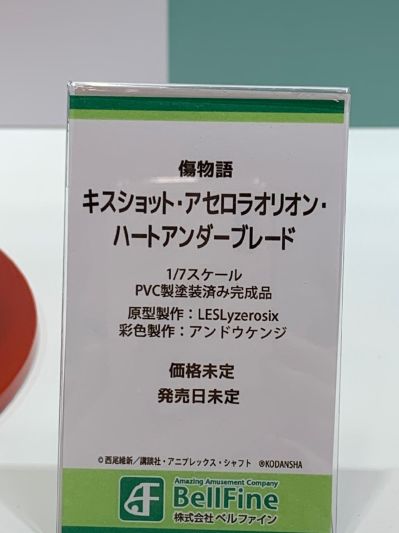 傷物語
キスショット・アセロラオリオン・
ハートアンダーブレード
1/7スケール
PVC製塗装済み完成品
原型製作：LESLyzerosix
彩色製作：アンドウケンジ
価格未定
発売日未定
©西尾維新／講談社・アニプレックス・シャフト ®KODANSHA
Amazing Amusement Company
BellFine
株式会社ベルファイン